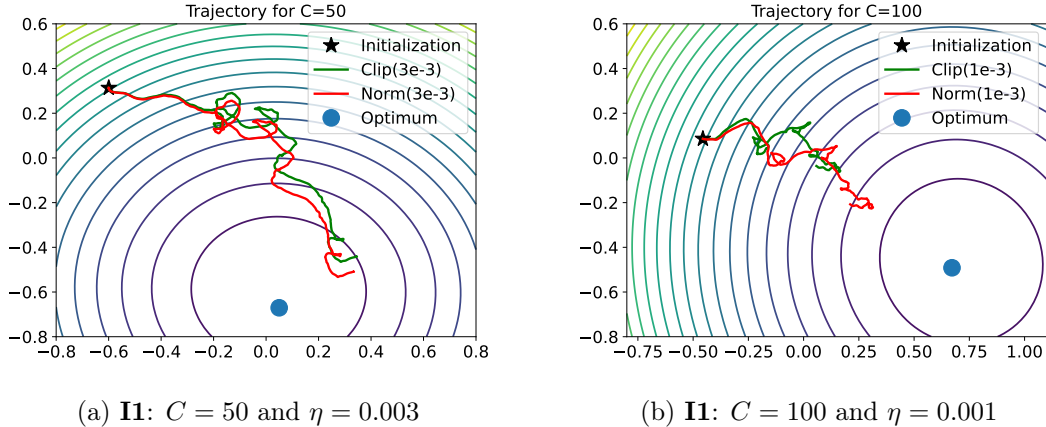 Trajectory for C=50
0.6
0.4
0.2
0.0
−0.2
−0.4
−0.6
−0.8
−0.8 −0.6 −0.4 −0.2 0.0 0.2 0.4 0.6 0.8
Initialization
Clip(3e-3)
Norm(3e-3)
Optimum
(a) I1: C = 50 and η = 0.003
Trajectory for C=100
0.6
0.4
0.2
0.0
−0.2
−0.4
−0.6
−0.8
−0.75 −0.50 −0.25 0.00 0.25 0.50 0.75 1.00
Initialization
Clip(1e-3)
Norm(1e-3)
Optimum
(b) I1: C = 100 and η = 0.001